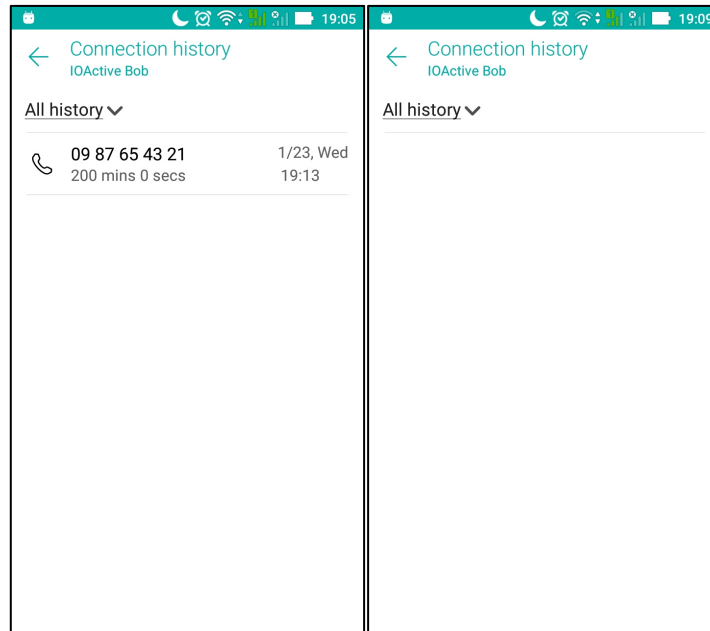 19:05
Connection history
IOActive Bob
All history
09 87 65 43 21
1/23, Wed
200 mins 0 secs
19:13
19:09
Connection history
IOActive Bob
All history